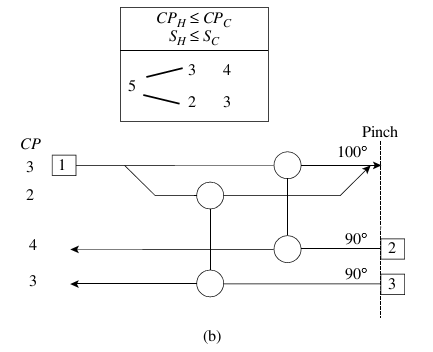 CP_H ≤ CP_C
S_H ≤ S_C
3 4
5
2 3
Pinch
CP
100°
3 1
2
90°
4 2
90°
3 3
(b)